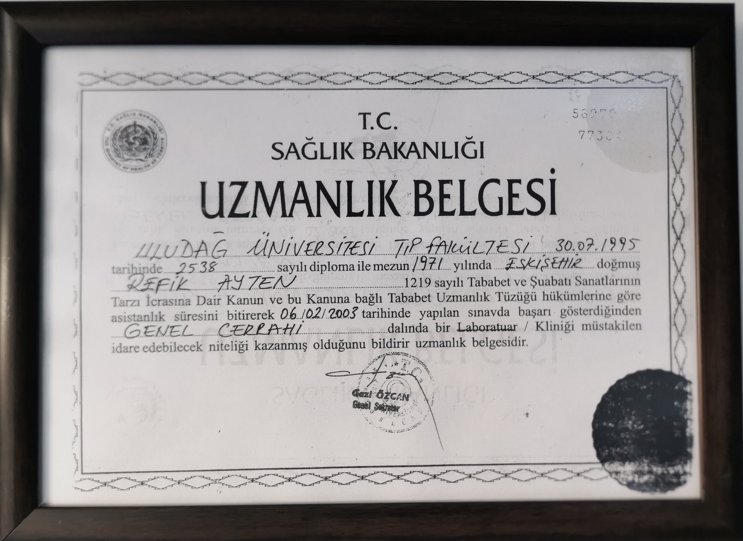 T.C.
SAĞLIK BAKANLIĞI
UZMANLIK BELGESİ
ULUDAĞ ÜNİVERSİTESİ TIP FAKÜLTESİ 30.07.1995
tarihinde 2538 sayılı diploma ile mezun 1971 yılında ESKİŞEHİR doğmuş
REFİK AYTEN 1219 sayılı Tababet ve Şuabatı Sanatlarının
Tarzı İcrasına Dair Kanun ve bu Kanuna bağlı Tababet Uzmanlık Tüzüğü hükümlerine göre
asistanlık süresini bitirerek 06/02/2003 tarihinde yapılan sınavda başarı gösterdiğinden
GENEL CERRAHİ dalında bir Laboratuar / Kliniği müstakilen
idare edebilecek niteliği kazanmış olduğunu bildirir uzmanlık belgesidir.
ÖZCAN